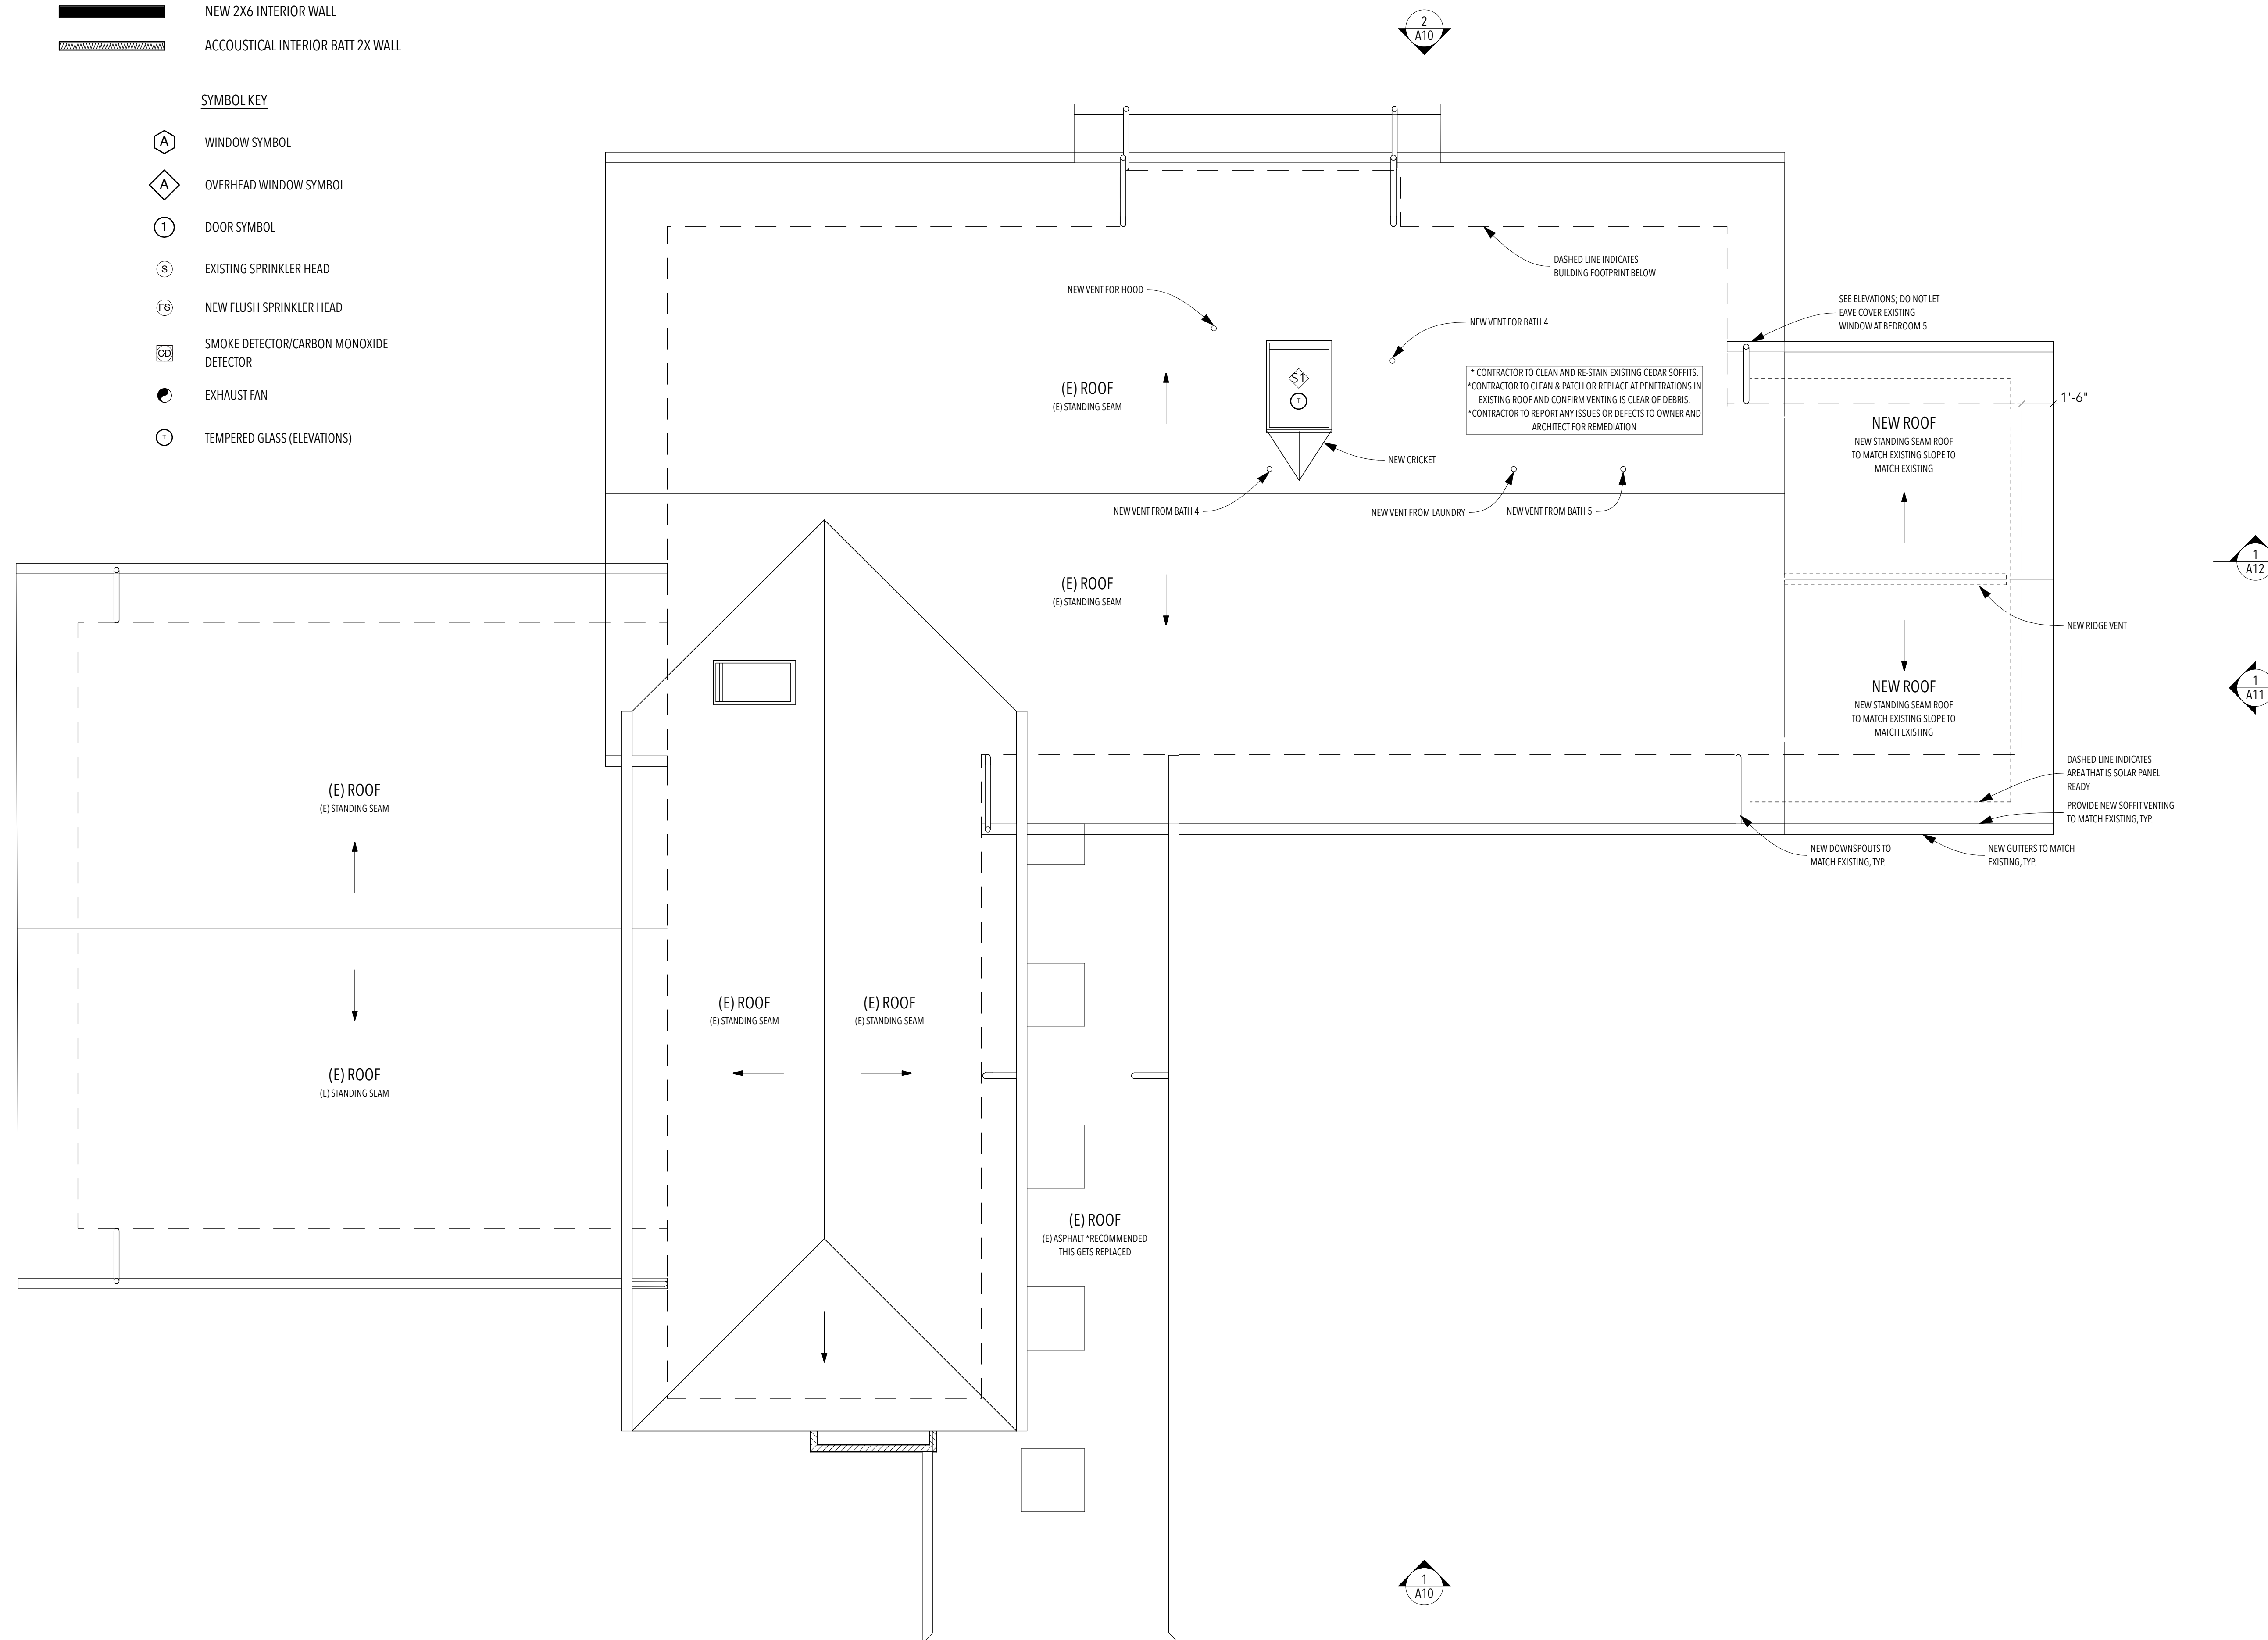 NEW 2X6 INTERIOR WALL
ACCOUSTICAL INTERIOR BATT 2X WALL
SYMBOL KEY
A
WINDOW SYMBOL
A
OVERHEAD WINDOW SYMBOL
1
DOOR SYMBOL
S
EXISTING SPRINKLER HEAD
FS
NEW FLUSH SPRINKLER HEAD
CD
SMOKE DETECTOR/CARBON MONOXIDE
DETECTOR
EXHAUST FAN
T
TEMPERED GLASS (ELEVATIONS)
2
A10
DASHED LINE INDICATES
BUILDING FOOTPRINT BELOW
NEW VENT FOR HOOD
NEW VENT FOR BATH 4
SEE ELEVATIONS; DO NOT LET
EAVE COVER EXISTING
WINDOW AT BEDROOM 5
S1
T
(E) ROOF
(E) STANDING SEAM
* CONTRACTOR TO CLEAN AND RE-STAIN EXISTING CEDAR SOFFITS.
*CONTRACTOR TO CLEAN & PATCH OR REPLACE AT PENETRATIONS IN
EXISTING ROOF AND CONFIRM VENTING IS CLEAR OF DEBRIS.
*CONTRACTOR TO REPORT ANY ISSUES OR DEFECTS TO OWNER AND
ARCHITECT FOR REMEDIATION
1'-6"
NEW ROOF
NEW STANDING SEAM ROOF
TO MATCH EXISTING SLOPE TO
MATCH EXISTING
NEW CRICKET
NEW VENT FROM BATH 4
NEW VENT FROM LAUNDRY
NEW VENT FROM BATH 5
1
A12
(E) ROOF
(E) STANDING SEAM
NEW RIDGE VENT
1
A11
NEW ROOF
NEW STANDING SEAM ROOF
TO MATCH EXISTING SLOPE TO
MATCH EXISTING
DASHED LINE INDICATES
AREA THAT IS SOLAR PANEL
READY
PROVIDE NEW SOFFIT VENTING
TO MATCH EXISTING, TYP.
NEW DOWNSPOUTS TO
MATCH EXISTING, TYP.
NEW GUTTERS TO MATCH
EXISTING, TYP.
(E) ROOF
(E) STANDING SEAM
(E) ROOF
(E) STANDING SEAM
(E) ROOF
(E) STANDING SEAM
(E) ROOF
(E) STANDING SEAM
(E) ROOF
(E) ASPHALT *RECOMMENDED
THIS GETS REPLACED
1
A10